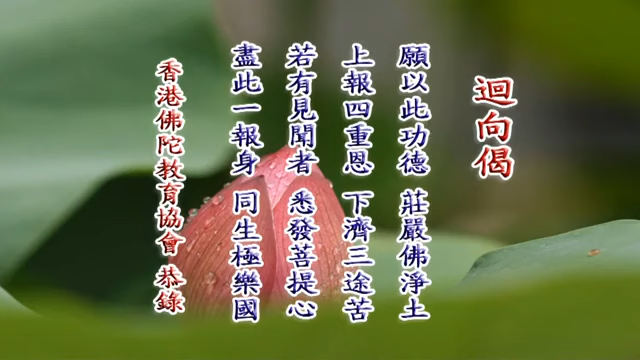 迴向偈
願以此功德 莊嚴佛淨土
上報四重恩 下濟三途苦
若有見聞者 悉發菩提心
盡此一報身 同生極樂國
香港佛陀教育協會 恭錄